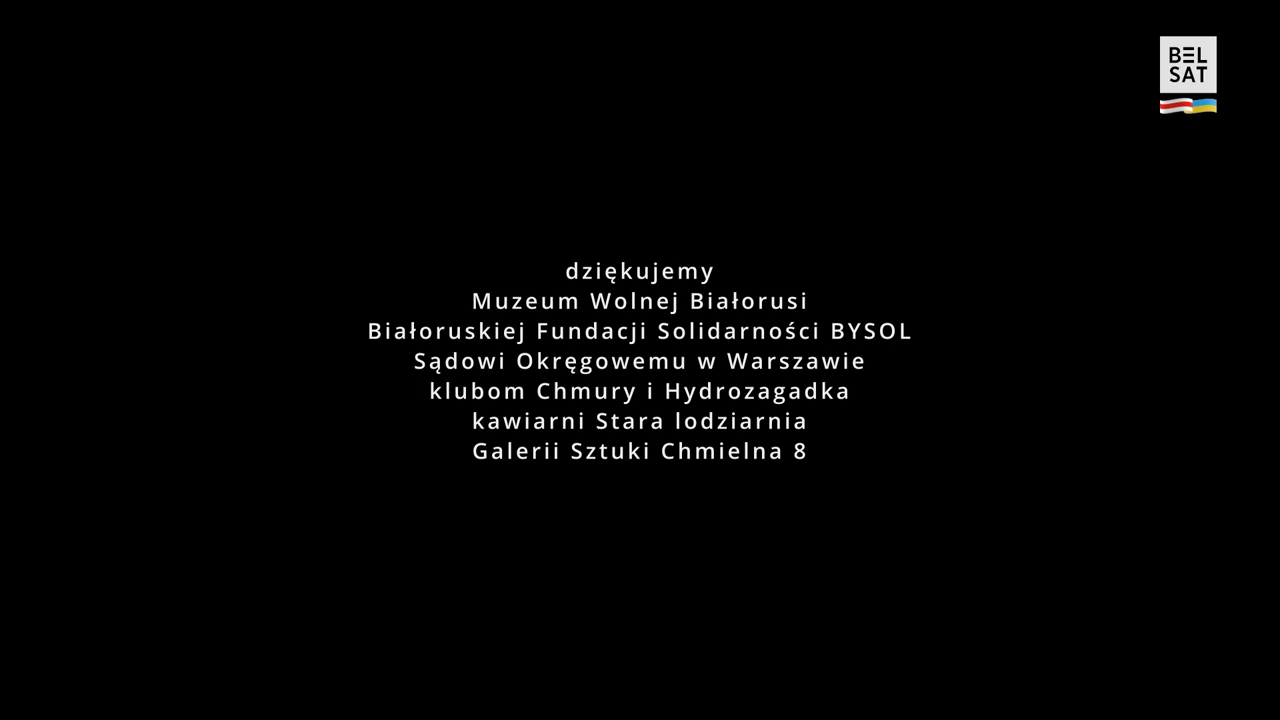 BEL
SAT
dziękujemy
Muzeum Wolnej Białorusi
Białoruskiej Fundacji Solidarności BYSOL
Sądowi Okręgowemu w Warszawie
klubom Chmury i Hydrozagadka
kawiarni Stara lodziarnia
Galerii Sztuki Chmielna 8